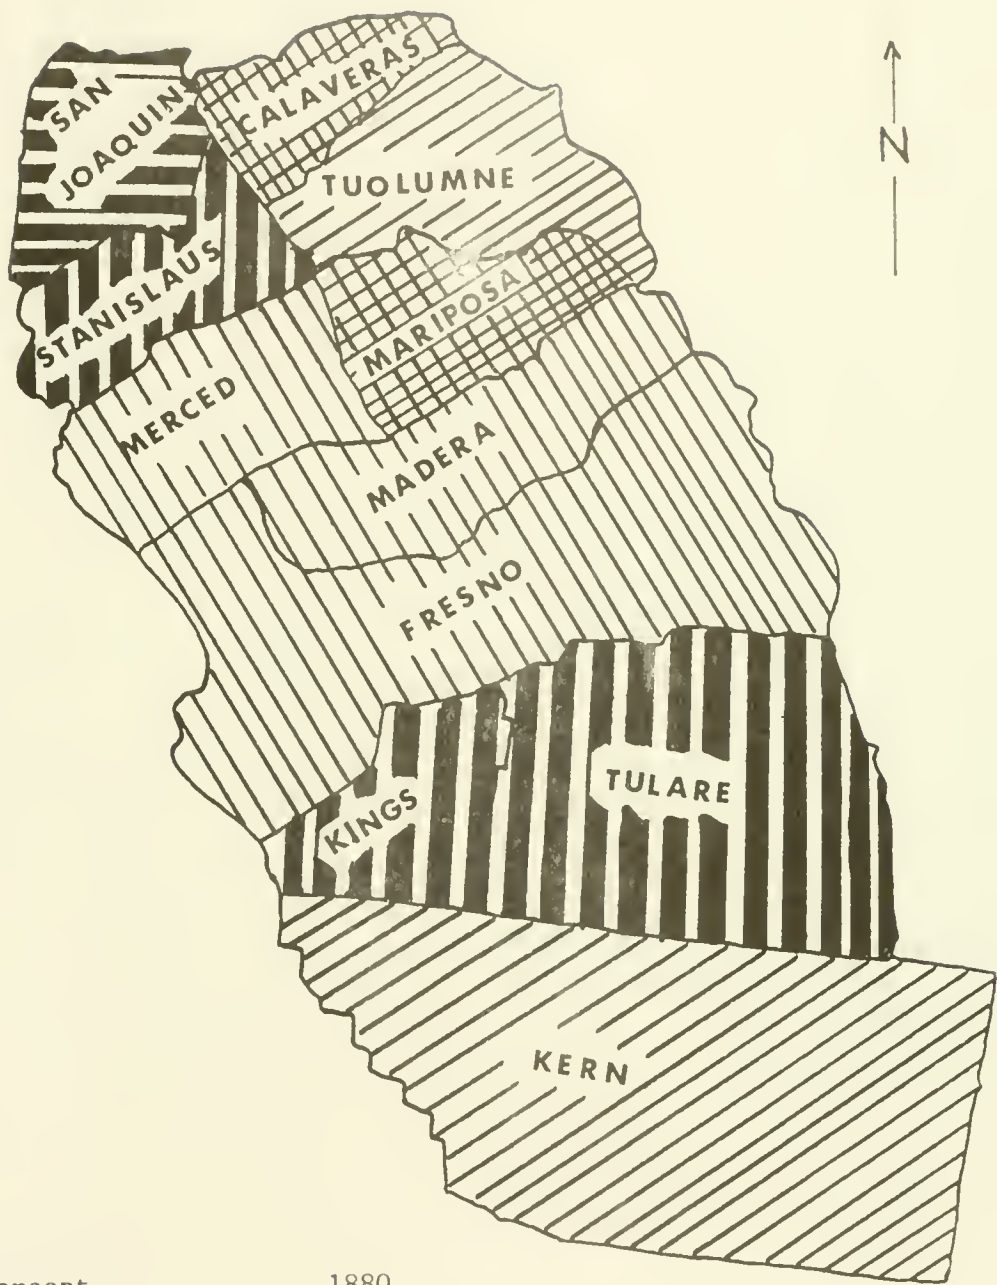 SAN
JOAQUIN
CALAVERAS
N
TUOLUMNE
STANISLAUS
MARIPOSA
MERCED
MADERA
FRESNO
TULARE
KINGS
KERN
1880